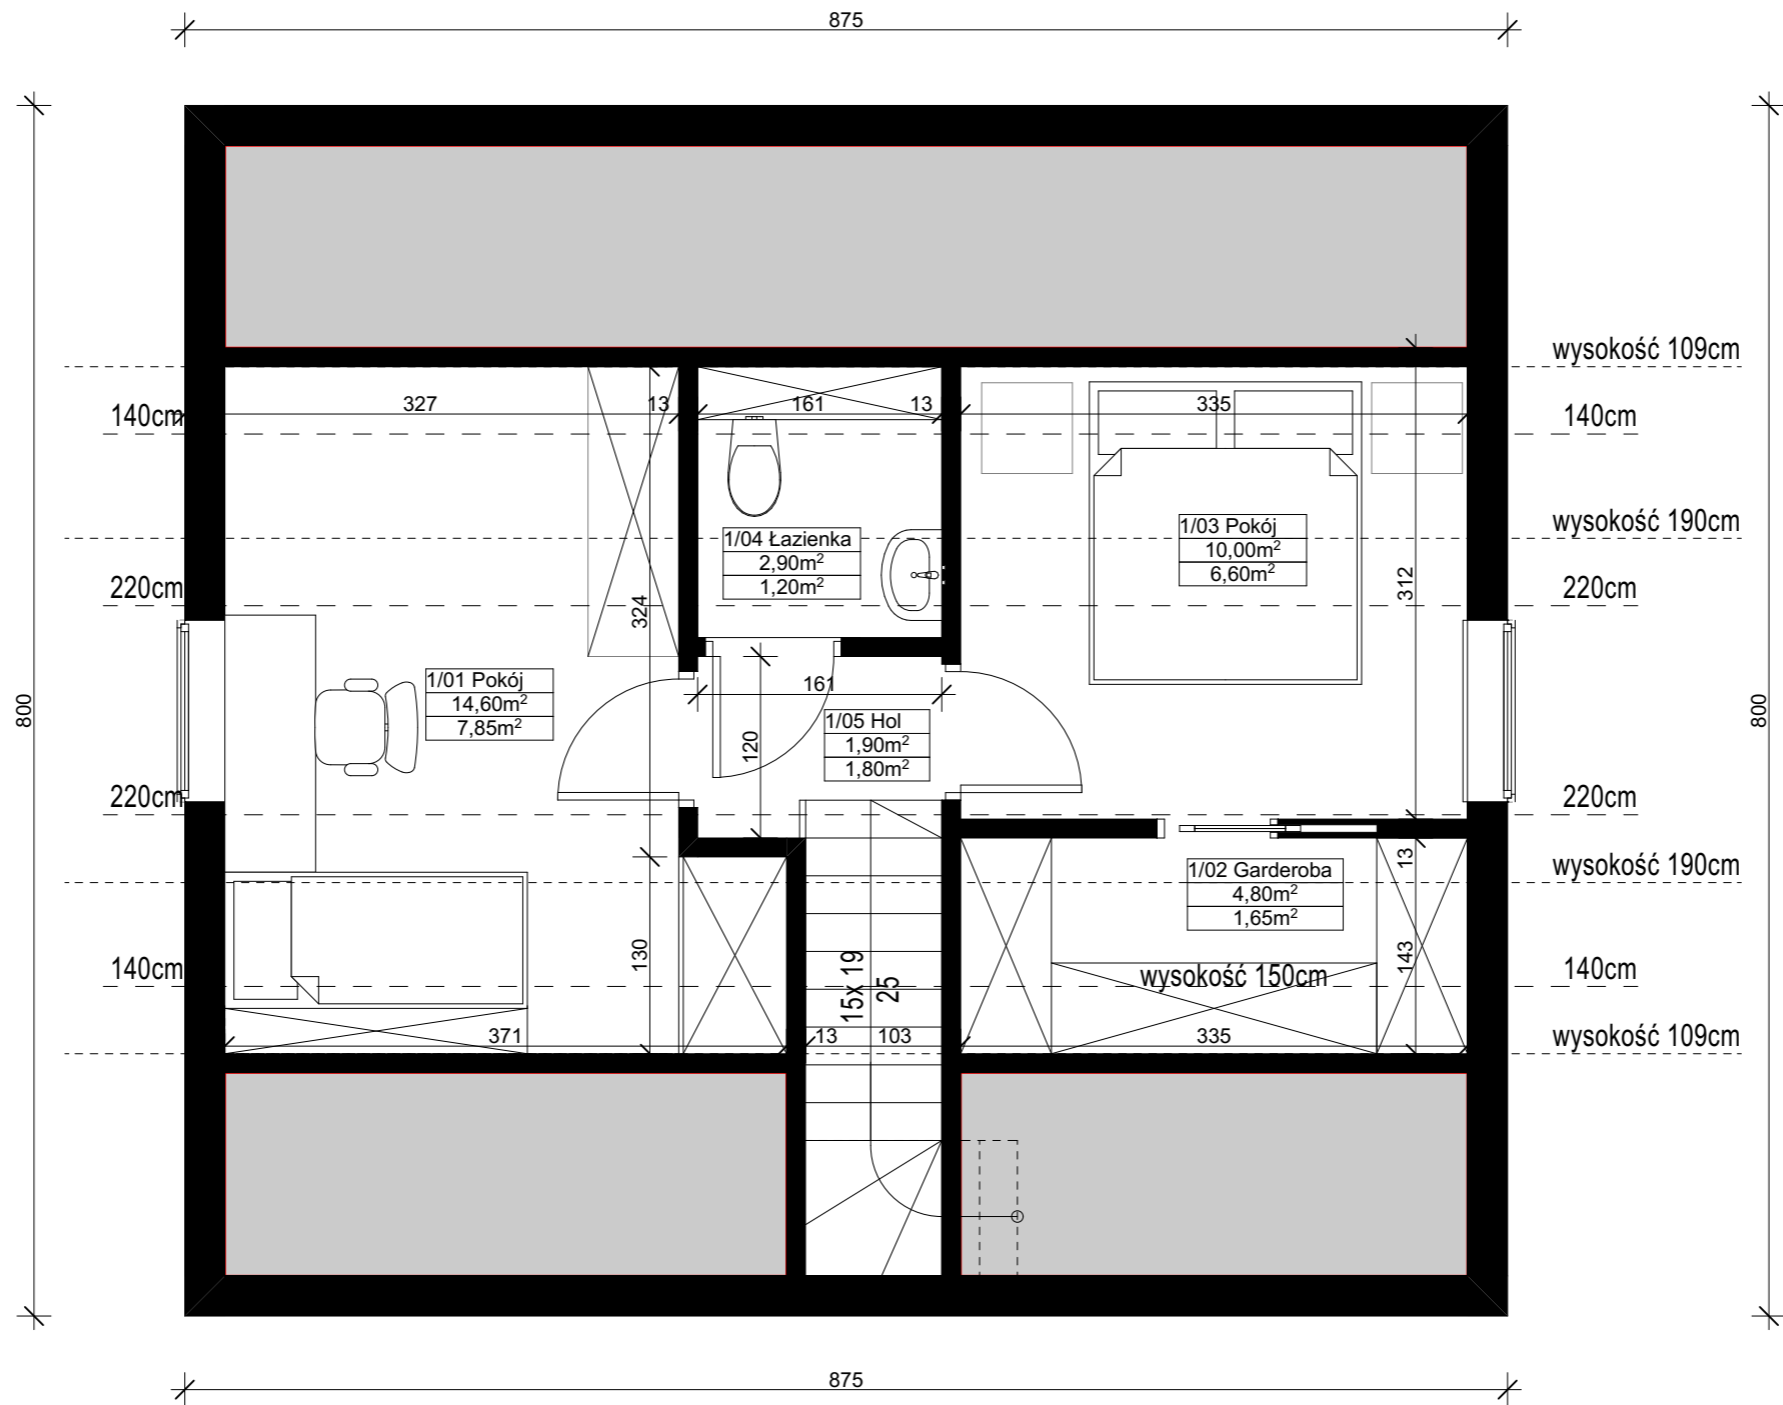 875
800
800
wysokość 109cm
140cm
327
13
161
13
335
140cm
wysokość 190cm
1/03 Pokój
10,00m²
6,60m²
1/04 Łazienka
2,90m²
1,20m²
220cm
312
220cm
324
1/01 Pokój
14,60m²
7,85m²
161
1/05 Hol
1,90m²
1,80m²
120
220cm
220cm
wysokość 190cm
13
1/02 Garderoba
4,80m²
1,65m²
130
15x 19
25
143
wysokość 150cm
140cm
140cm
371
13
103
335
wysokość 109cm
875